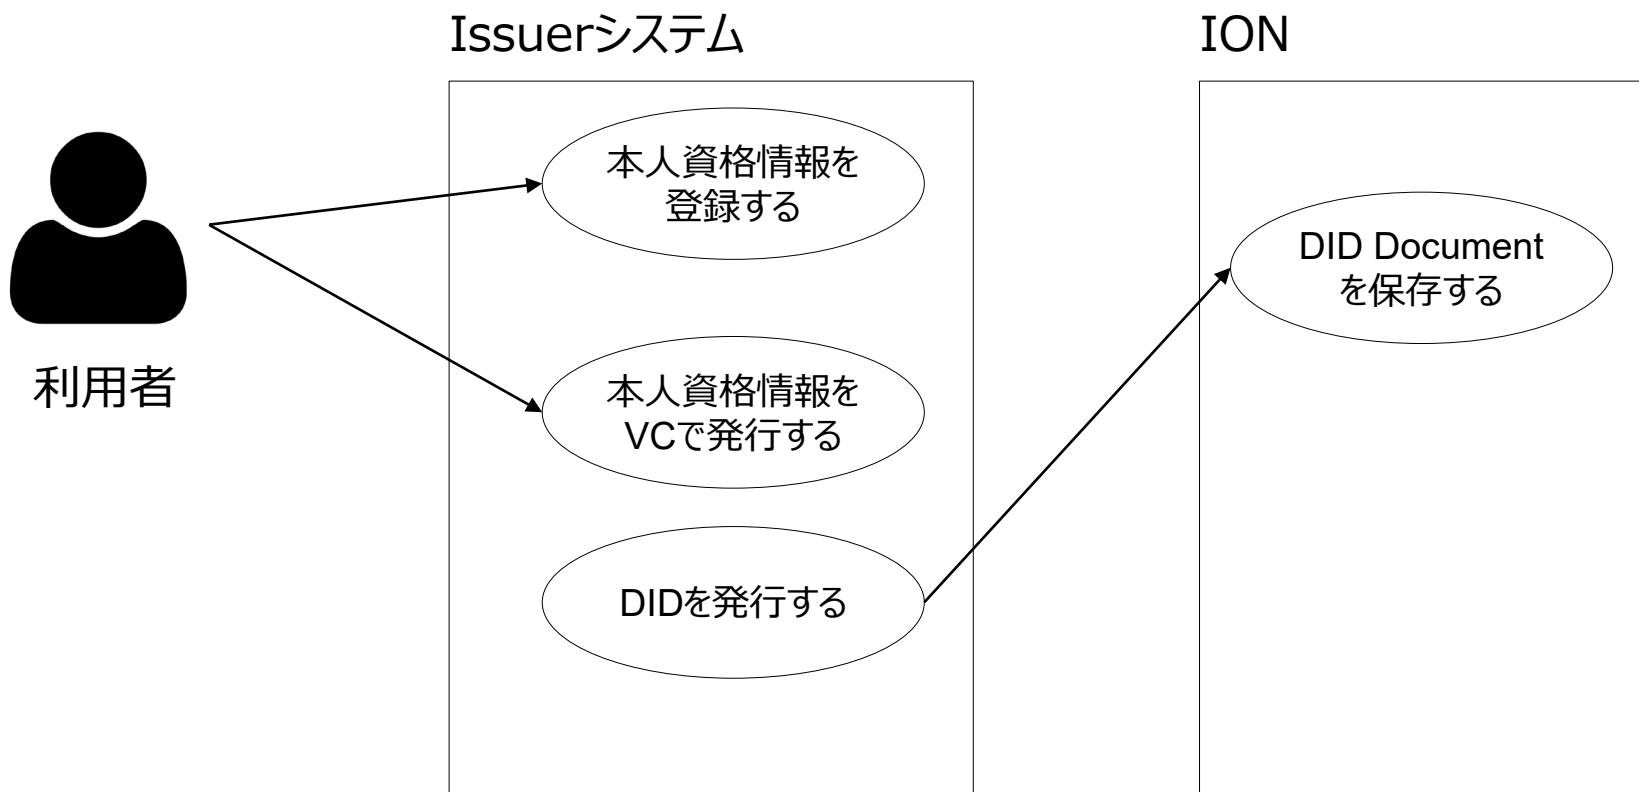 Issuerシステム
ION
本人資格情報を
登録する
DID Document
を保存する
利用者
本人資格情報を
VCで発行する
DIDを発行する